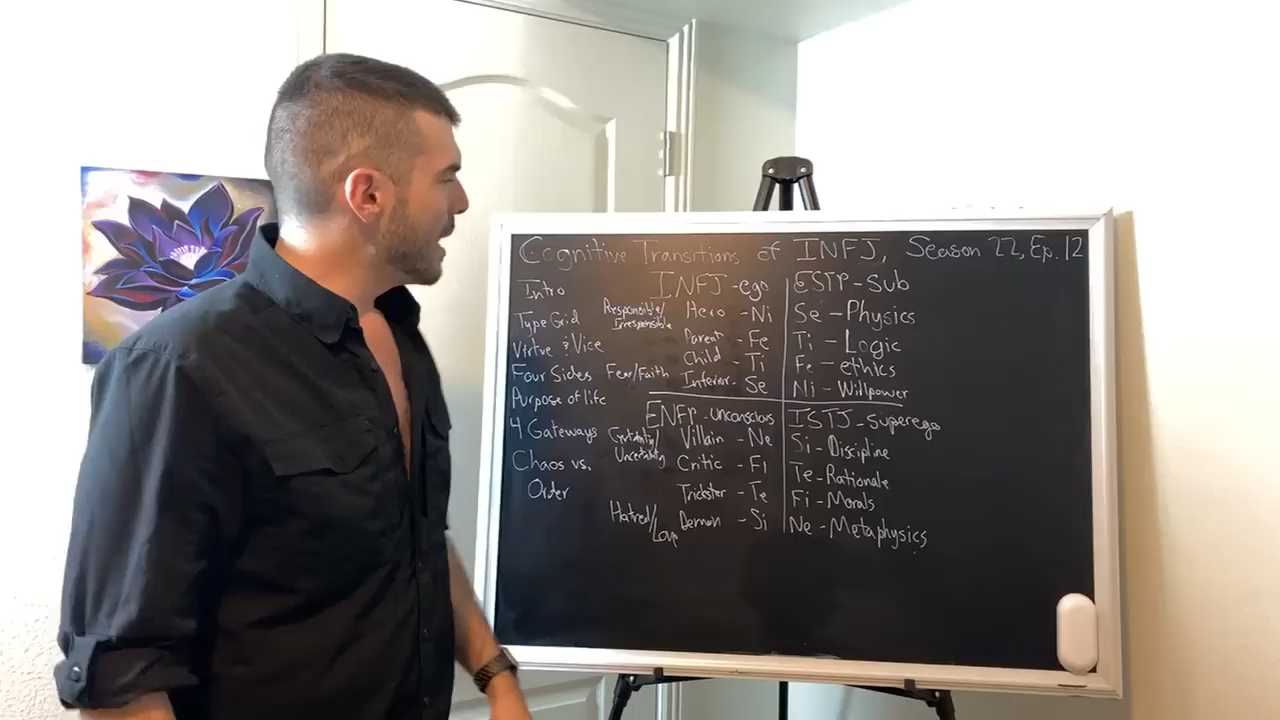 Cognitive Transitions of INFJ, Season 22, Ep. 12
Intro
Type Grid
Virtue & Vice
Four Sides
Purpose of life
4 Gateways
Chaos vs.
Order
INFJ - ego
Responsible/
Irresponsible
Hero - Ni
Parent - Fe
Child - Ti
Fear/Faith Inferior - Se
ESTP - Sub
Se - Physics
Ti - Logic
Fe - ethics
Ni - Willpower
ENFP - Unconscious
Certainty/
Uncertainty
Villain - Ne
Critic - Fi
Trickster - Te
Hatred/
Love
Demon - Si
ISTJ - Superego
Si - Discipline
Te - Rationale
Fi - Morals
Ne - Metaphysics